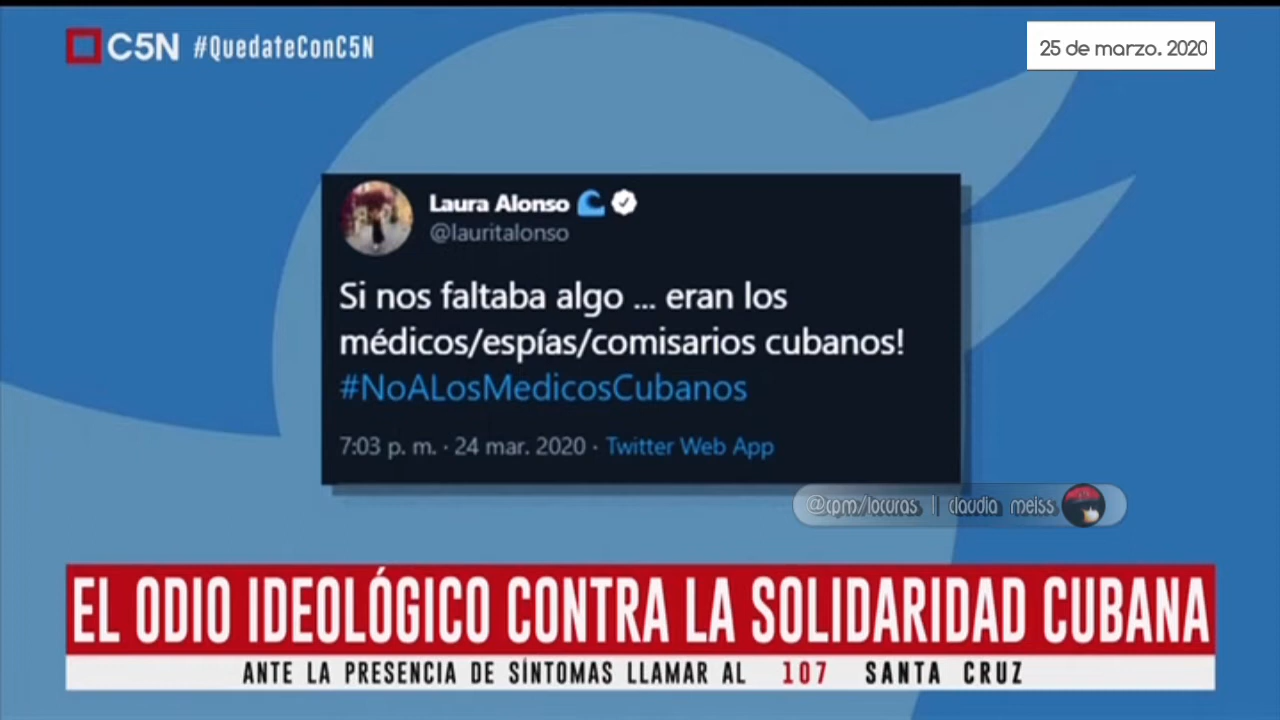 C5N #QuedateConC5N
25 de marzo. 2020
Laura Alonso
@lauritalonso
Si nos faltaba algo ... eran los
médicos/espías/comisarios cubanos!
#NoALosMedicosCubanos
7:03 p. m. · 24 mar. 2020 · Twitter Web App
@cpm/locuras || claudia meiss
EL ODIO IDEOLÓGICO CONTRA LA SOLIDARIDAD CUBANA
ANTE LA PRESENCIA DE SÍNTOMAS LLAMAR AL 107 SANTA CRUZ